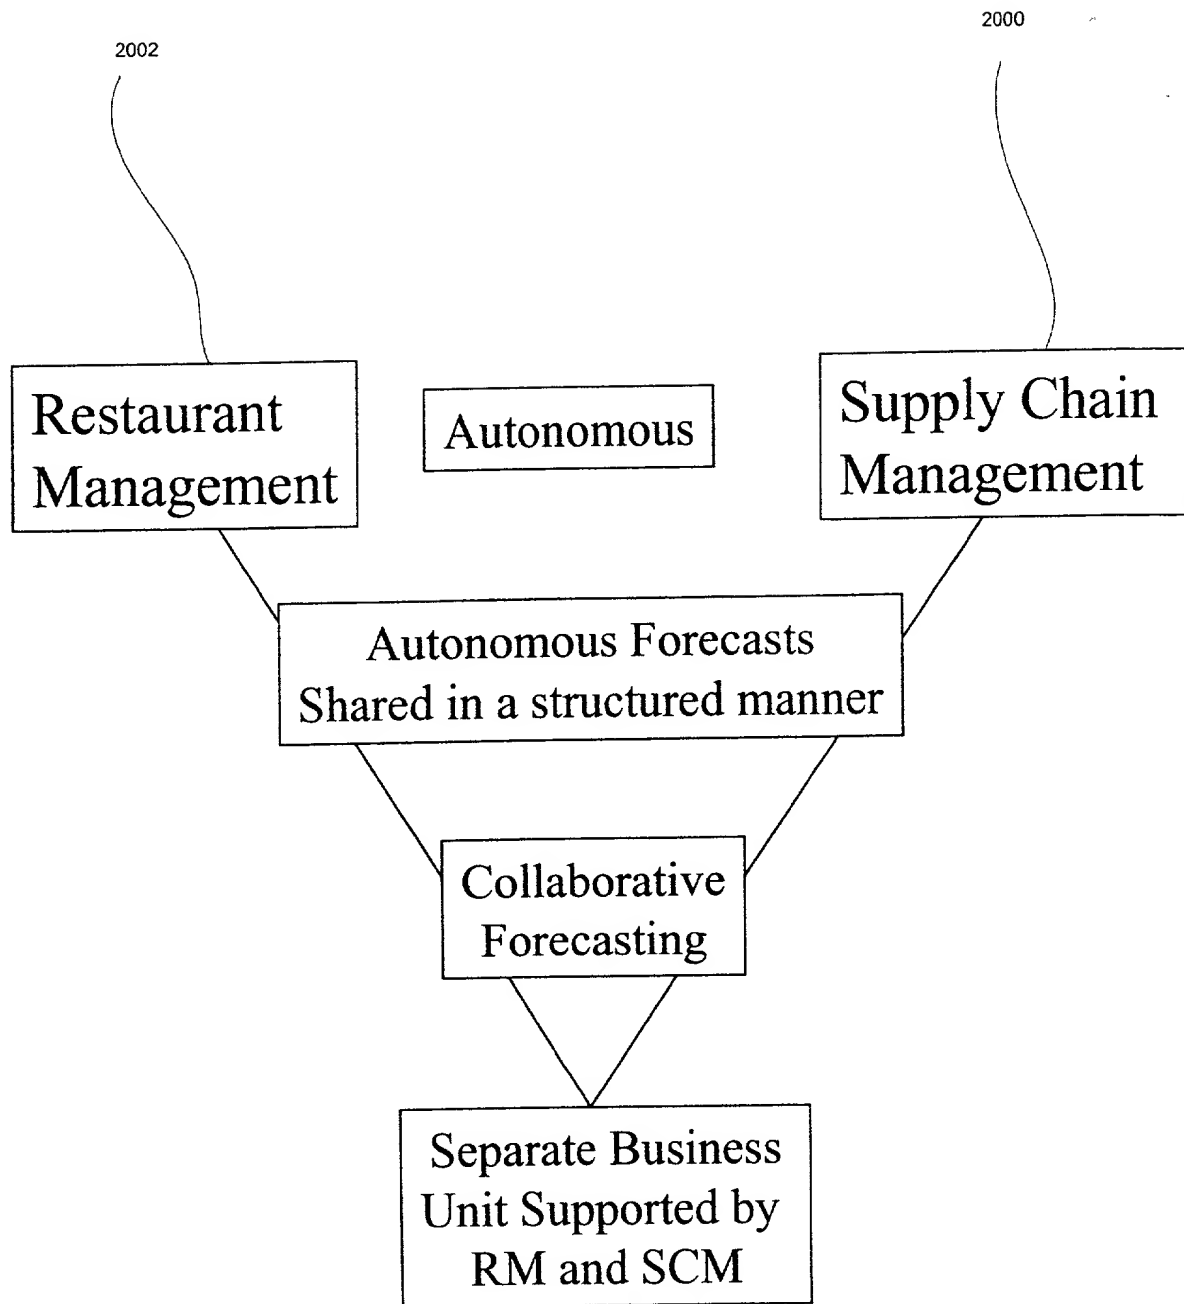 2002
2000
Restaurant
Management
Autonomous
Supply Chain
Management
Autonomous Forecasts
Shared in a structured manner
Collaborative
Forecasting
Separate Business
Unit Supported by
RM and SCM